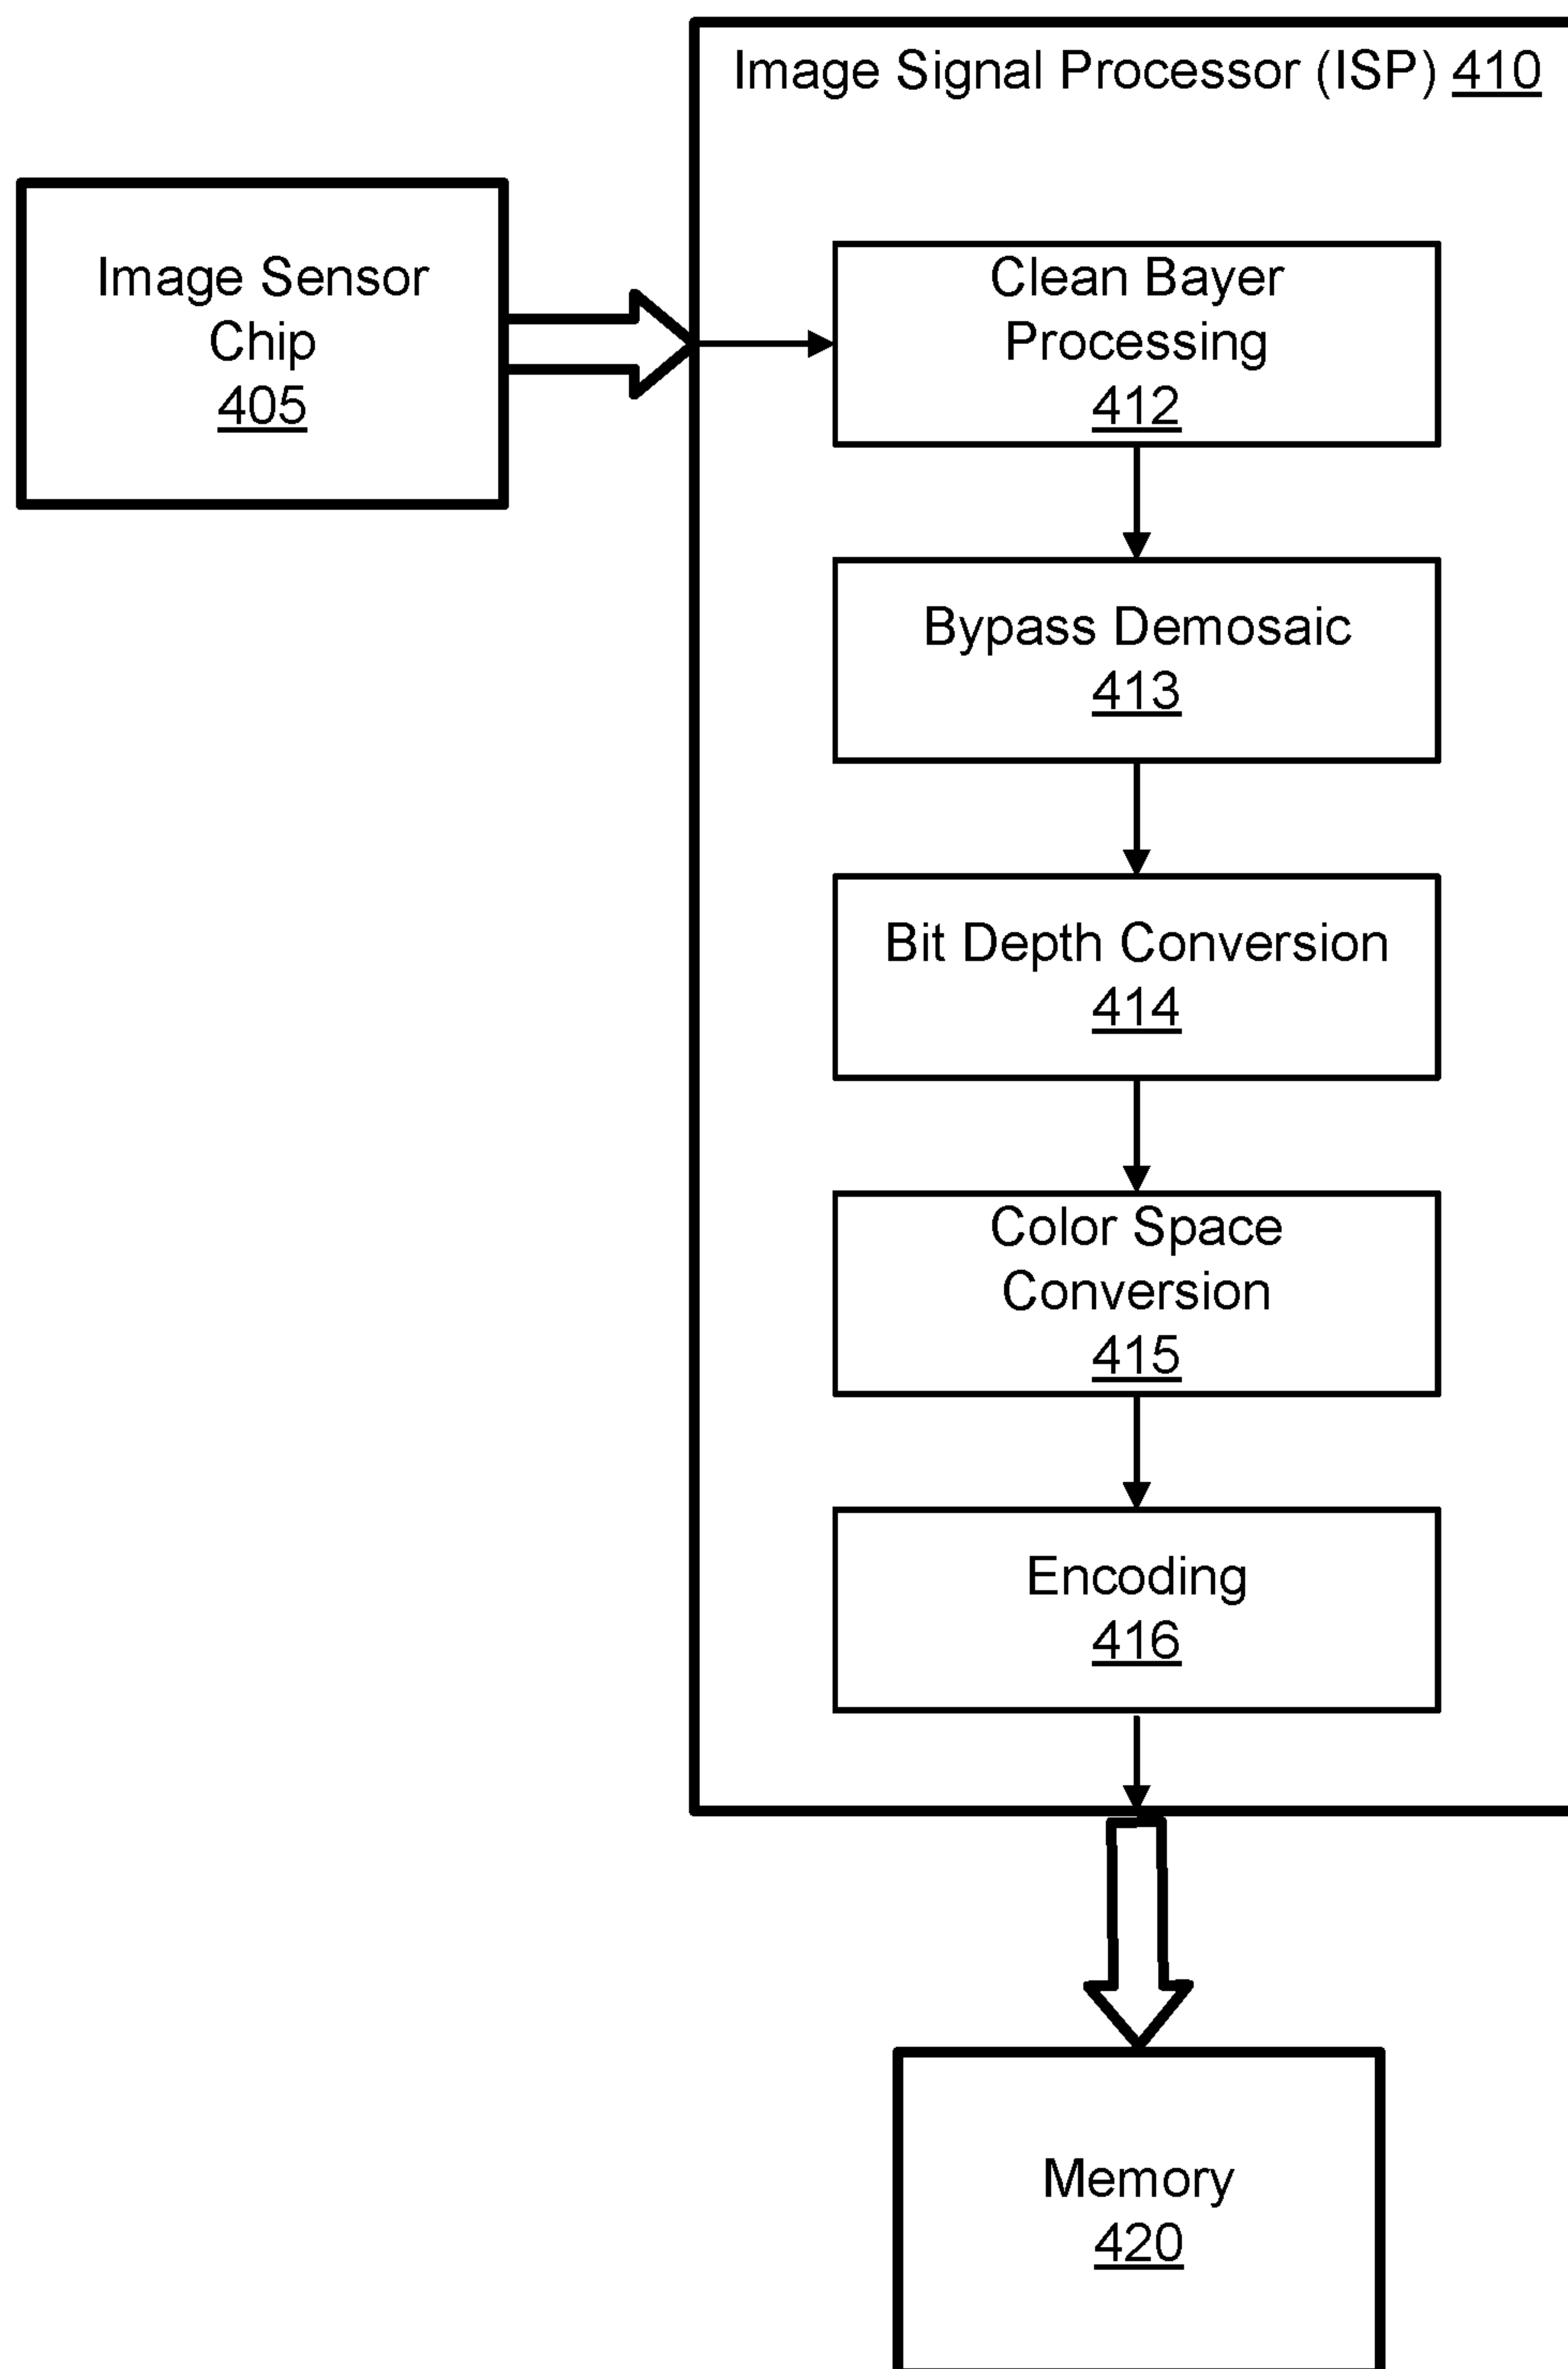 Image Signal Processor (ISP) 410
Image Sensor
Chip
405
Clean Bayer
Processing
412
Bypass Demosaic
413
Bit Depth Conversion
414
Color Space
Conversion
415
Encoding
416
Memory
420